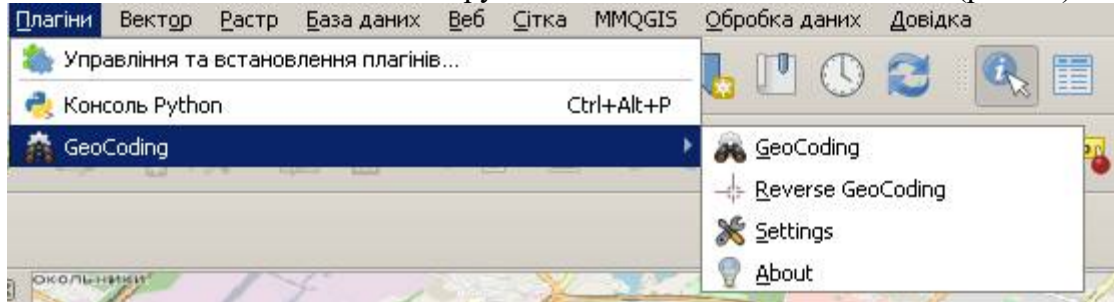 Плагіни Вектор Растр База даних Веб Сітка MMQGIS Обробка даних Довідка
Управління та встановлення плагінів...
Консоль Python Ctrl+Alt+P
GeoCoding
GeoCoding
Reverse GeoCoding
Settings
About
окольники